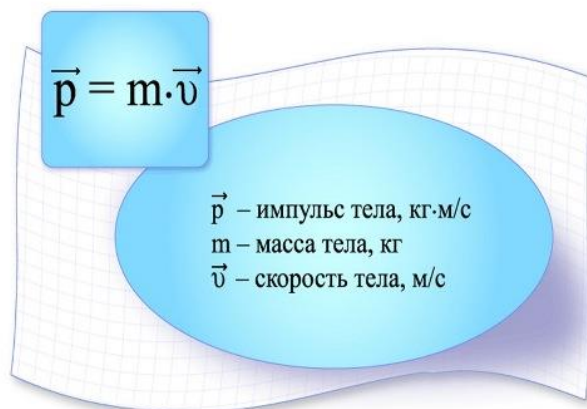 p⃗ = m·υ⃗
p⃗ – импульс тела, кг·м/с
m – масса тела, кг
υ⃗ – скорость тела, м/с